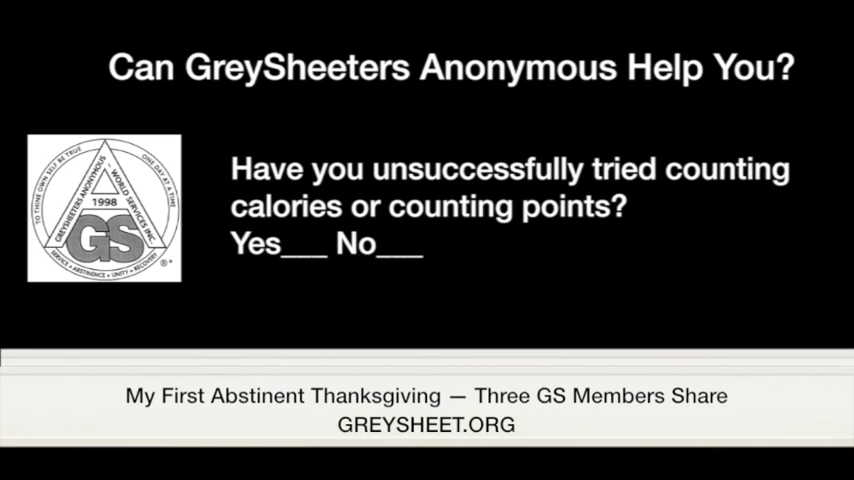 Can GreySheeters Anonymous Help You?
TO THINE OWN SELF BE TRUE
ONE DAY AT A TIME
GREYSHEETERS ANONYMOUS -
WORLD SERVICES INC.
1998
GS
SERVICE • ABSTINENCE • UNITY • RECOVERY
®
Have you unsuccessfully tried counting
calories or counting points?
Yes___ No___
My First Abstinent Thanksgiving — Three GS Members Share
GREYSHEET.ORG